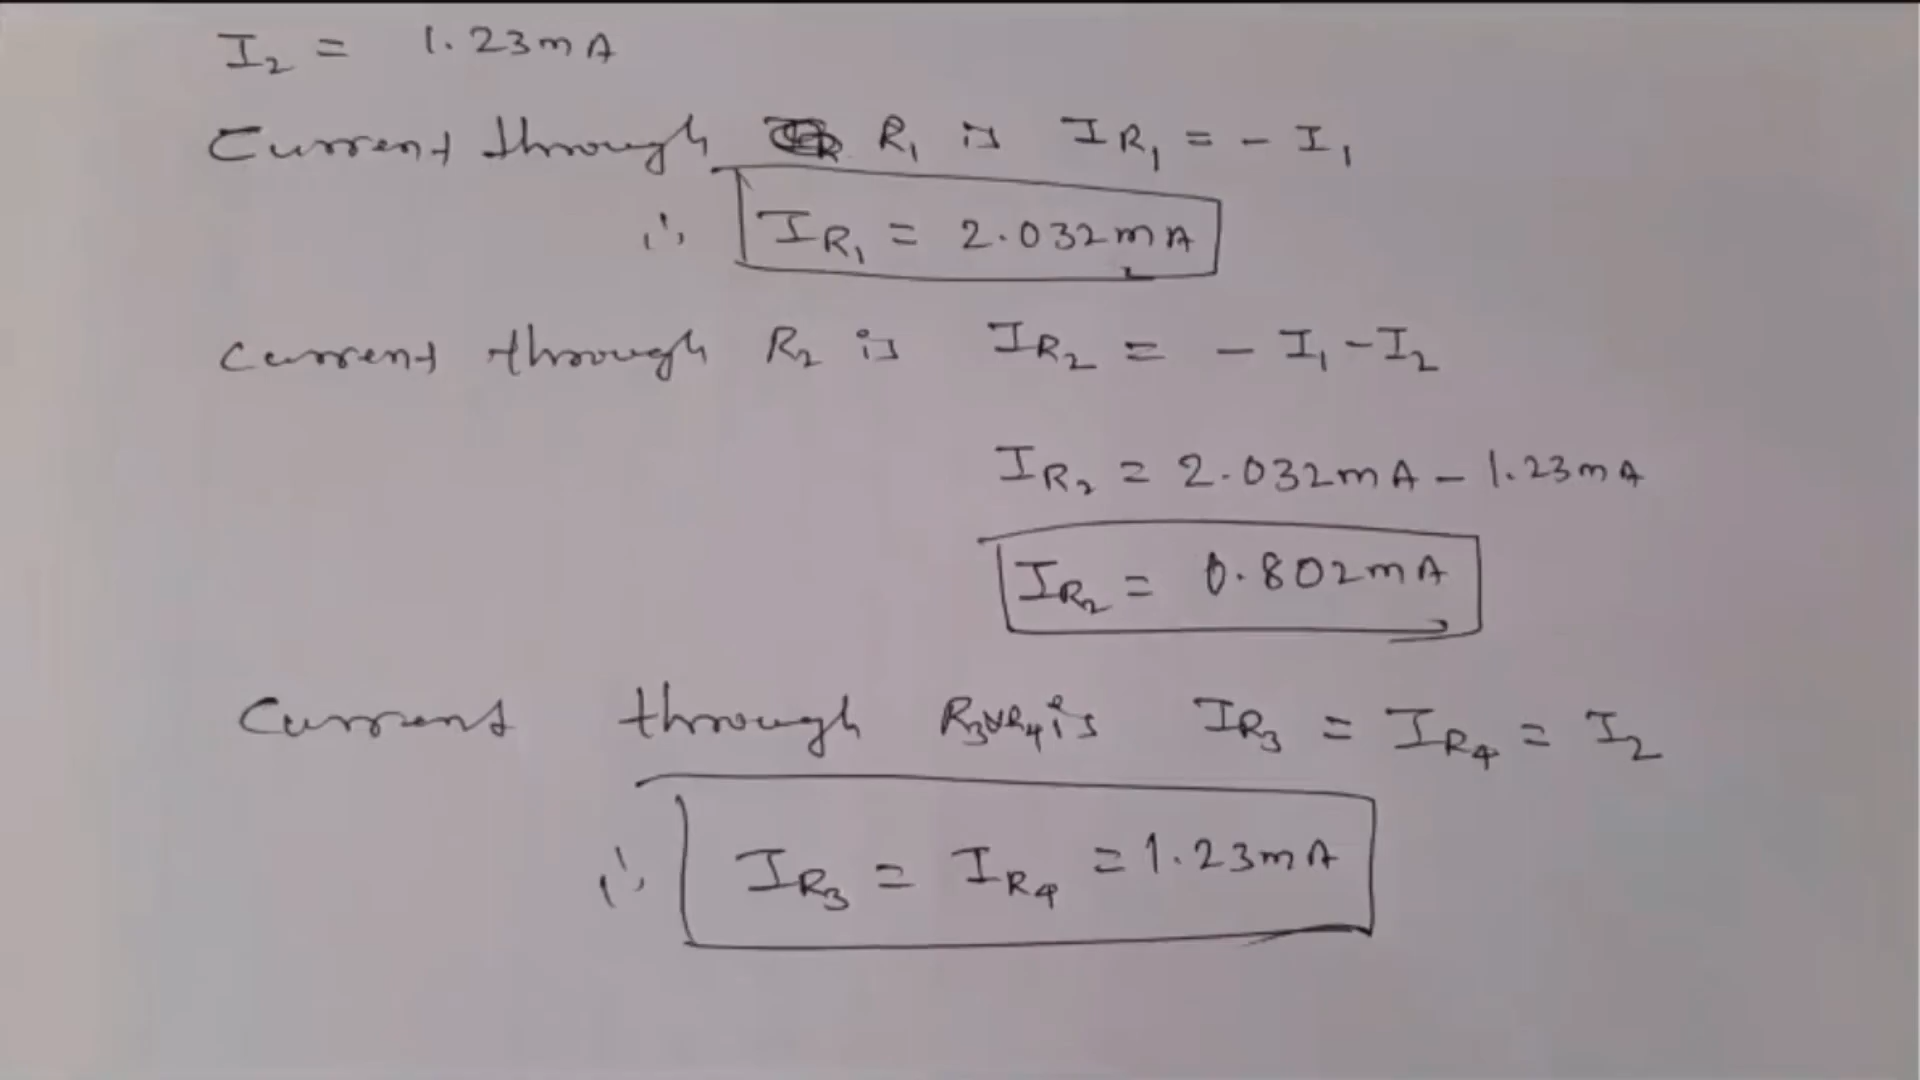 I₂ = 1.23mA
Current through R₁ is IR₁ = - I₁
∴ IR₁ = 2.032mA
Current through R₂ is IR₂ = - I₁ - I₂
IR₂ = 2.032mA - 1.23mA
IR₂ = 0.802mA
Current through R₃&R₄ is IR₃ = IR₄ = I₂
∴ IR₃ = IR₄ = 1.23mA